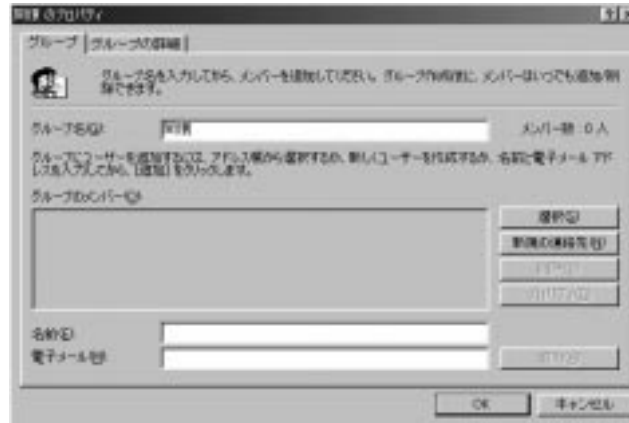 のプロパティ
グループ グループの詳細
グループ名を入力してから、メンバーを追加してください。グループ作成後に、メンバーはいつでも追加/削
除できます。
グループ名(G):
メンバー数: 0 人
グループにユーザーを追加するには、アドレス帳から選択するか、新しくユーザーを作成するか、名前と電子メール アド
レスを入力してから、[追加] をクリックします。
グループのメンバー(O):
選択(S)
新規の連絡先(N)
名前(E):
電子メール(M):
OK
キャンセル